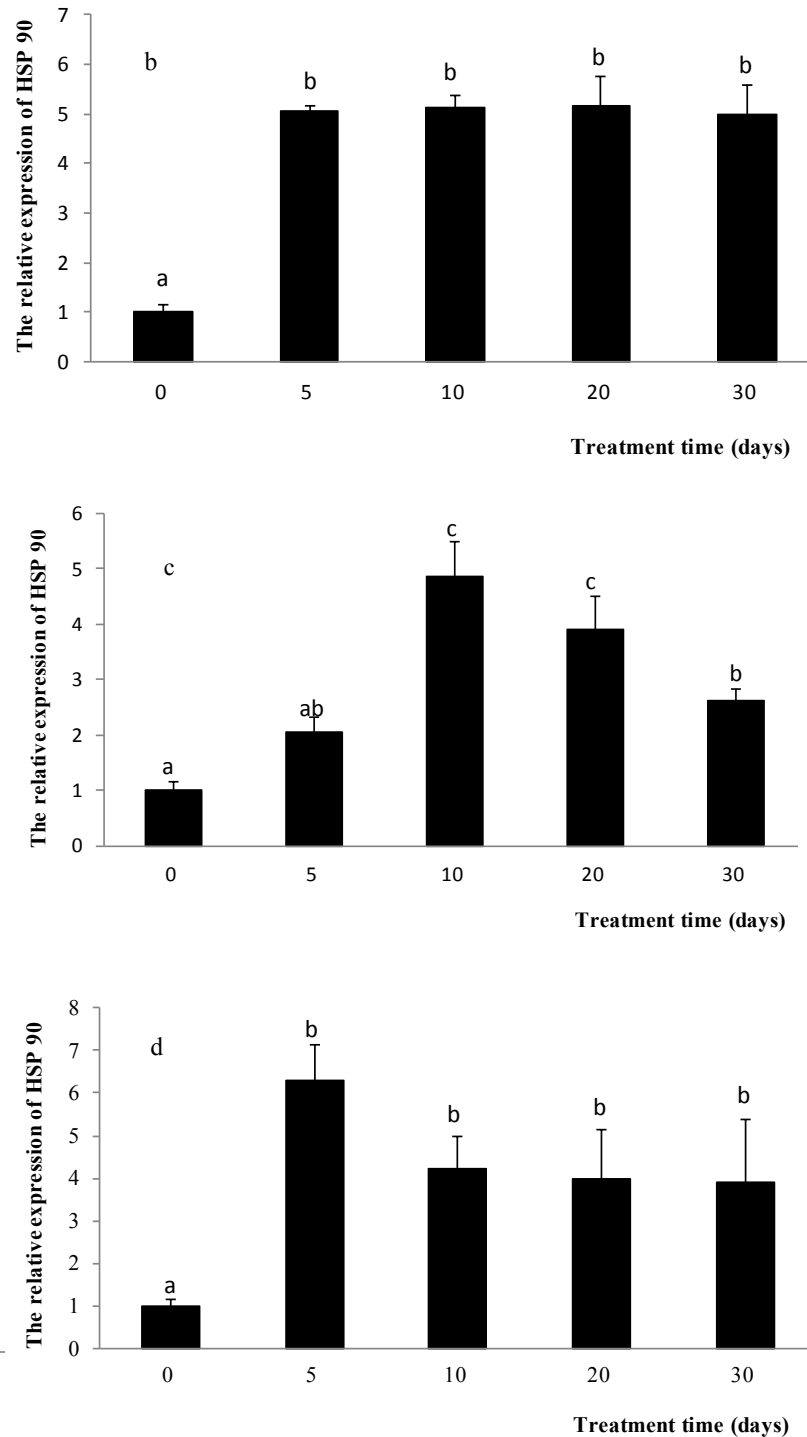 The relative expression of HSP 90
7
6
5
4
3
2
1
0
b
a
b
b
b
b
0 5 10 20 30
Treatment time (days)
The relative expression of HSP 90
6
5
4
3
2
1
0
c
a
ab
c
c
b
0 5 10 20 30
Treatment time (days)
The relative expression of HSP 90
8
7
6
5
4
3
2
1
0
d
a
b
b
b
b
0 5 10 20 30
Treatment time (days)